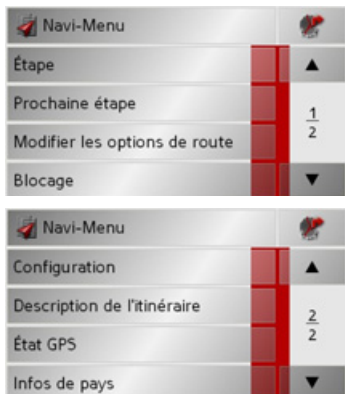 Navi-Menu
Étape
Prochaine étape
1
2
Modifier les options de route
Blocage
Navi-Menu
Configuration
Description de l'itinéraire
2
2
État GPS
Infos de pays